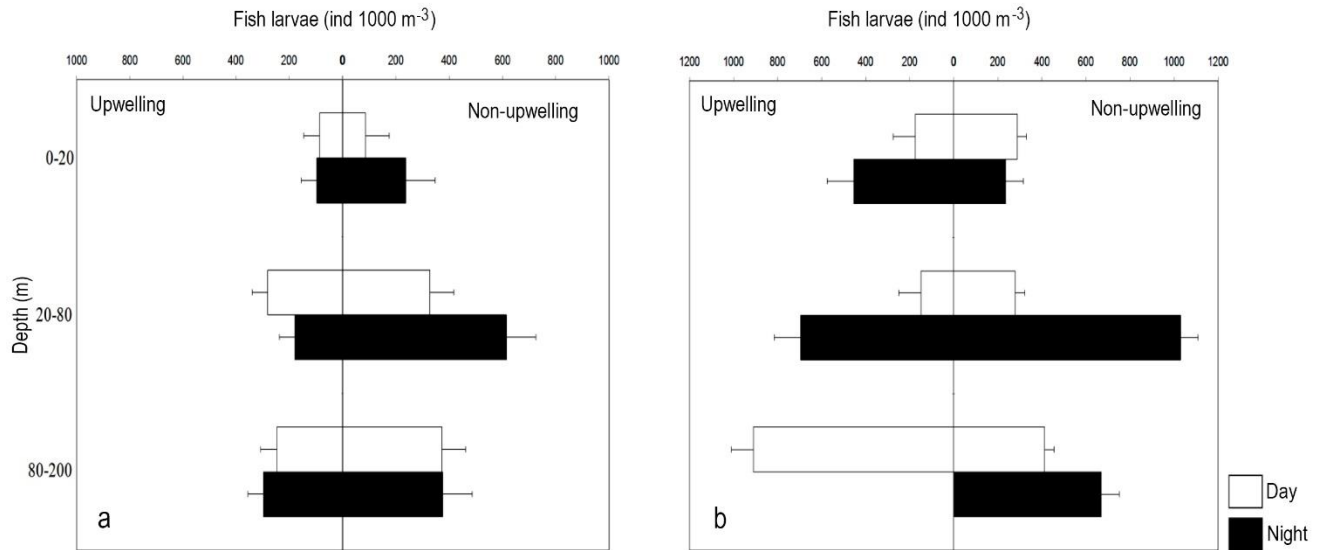 Fish larvae (ind 1000 m⁻³)
1000 800 600 400 200 0 200 400 600 800 1000
Upwelling Non-upwelling
0-20
20-80
80-200
Depth (m)
a
Fish larvae (ind 1000 m⁻³)
1200 1000 800 600 400 200 0 200 400 600 800 1000 1200
Upwelling Non-upwelling
b
Day
Night